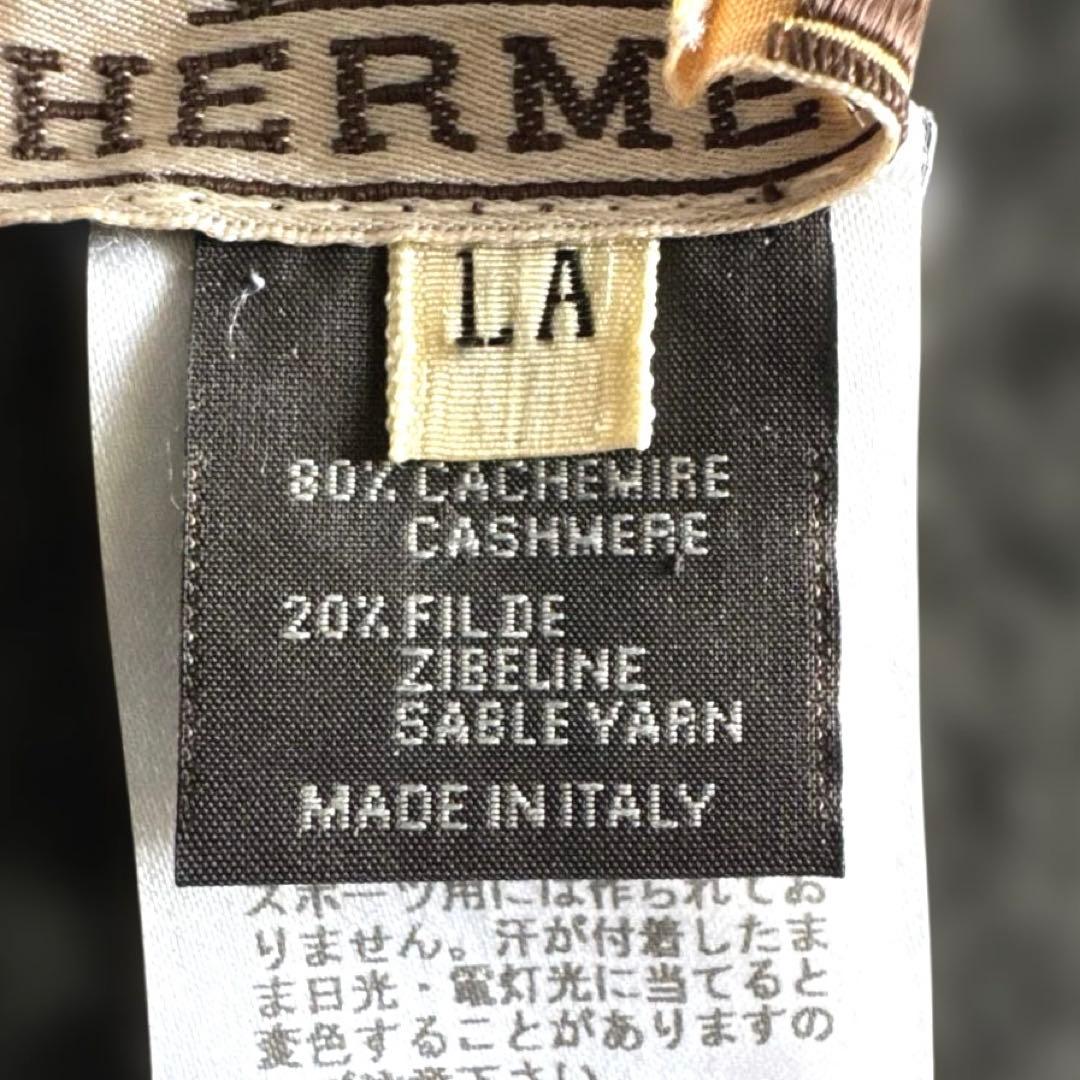 HERME
LA
80% CACHEMIRE
CASHMERE
20% FIL DE
ZIBELINE
SABLE YARN
MADE IN ITALY
スポーツ用には作られてお
りません。汗が付着したま
ま日光・電灯光に当てると
変色することがありますの